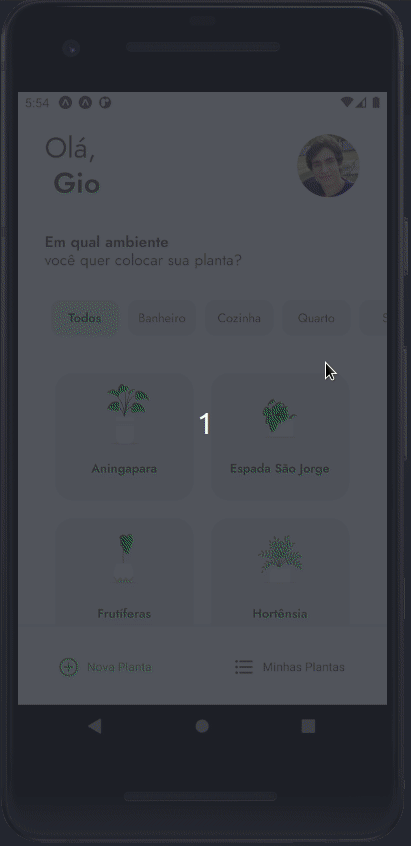 5:54
Olá,
Gio
Em qual ambiente
você quer colocar sua planta?
Todos
Banheiro
Cozinha
Quarto
S
1
Aningapara
Espada São Jorge
Frutíferas
Hortênsia
Nova Planta
Minhas Plantas